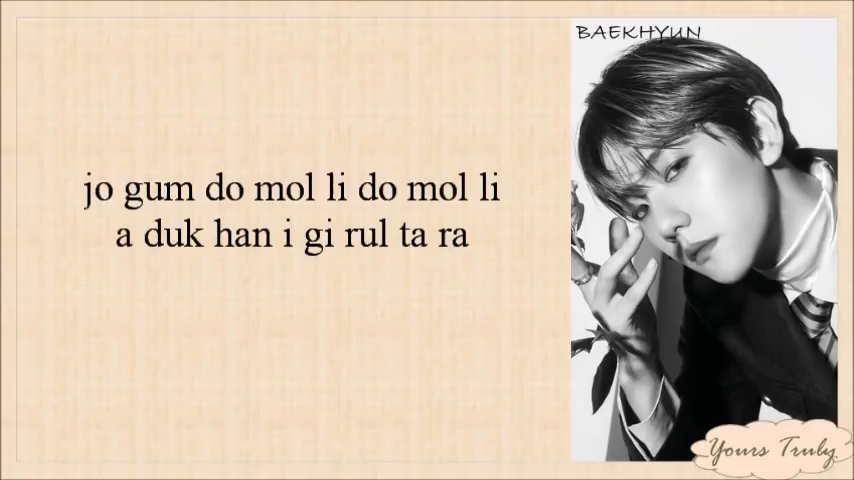 BAEKHYUN
jo gum do mol li do mol li
a duk han i gi rul ta ra
Yours Truly